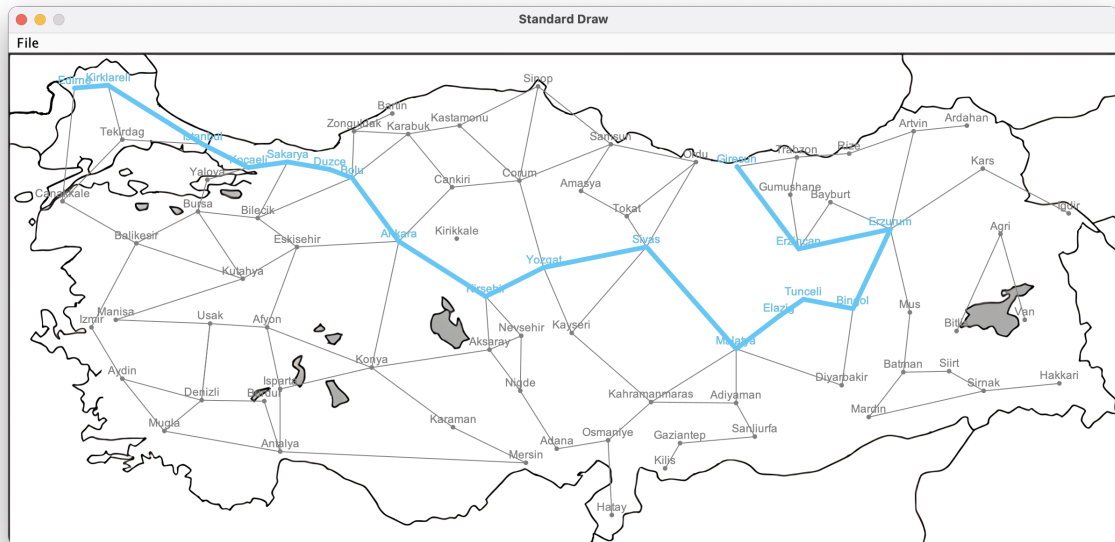 Standard Draw
File
Edirne
Kirklareli
Sinop
Bartin
Zonguldak
Karabuk
Kastamonu
Tekirdag
Istanbul
Samsun
Artvin
Ardahan
Rize
Trabzon
Giresun
Ordu
Kocaeli
Sakarya
Duzce
Bolu
Yalova
Kars
Cankiri
Corum
Amasya
Gumushane
Bayburt
Canakkale
Bursa
Bilecik
Tokat
Igdir
Balikesir
Eskisehir
Ankara
Kirikkale
Sivas
Erzincan
Erzurum
Agri
Kutahya
Yozgat
Kirsehir
Tunceli
Elazig
Bingol
Mus
Manisa
Izmir
Usak
Afyon
Nevsehir
Kayseri
Van
Aksaray
Malatya
Konya
Aydin
Denizli
Isparta
Nigde
Kahramanmaras
Adiyaman
Diyarbakir
Batman
Siirt
Sirnak
Hakkari
Mardin
Mugla
Antalya
Karaman
Adana
Osmaniye
Gaziantep
Sanliurfa
Mersin
Kilis
Hatay